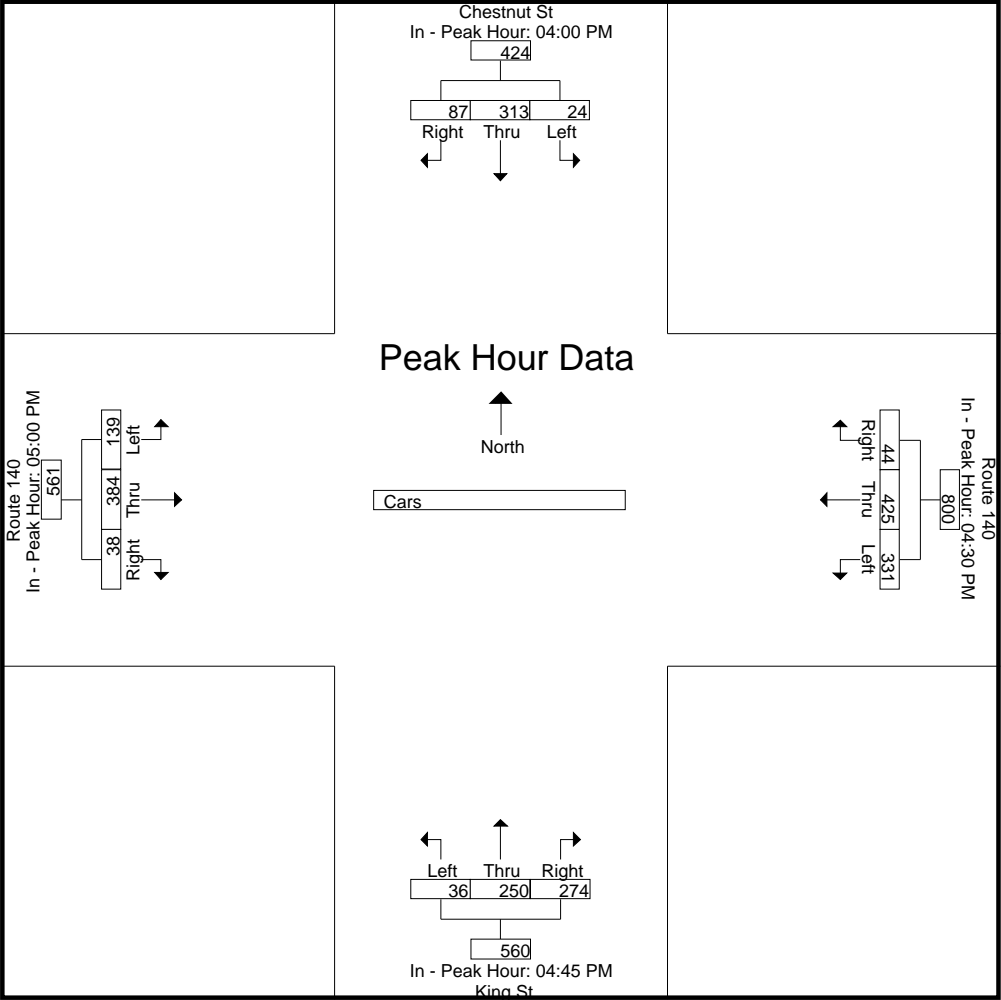 Chestnut St
In - Peak Hour: 04:00 PM
424
87 313 24
Right Thru Left
Peak Hour Data
North
Cars
Route 140
In - Peak Hour: 05:00 PM
561
139 384 38
Left Thru Right
Route 140
In - Peak Hour: 04:30 PM
800
44 425 331
Right Thru Left
Left Thru Right
36 250 274
560
In - Peak Hour: 04:45 PM
King St